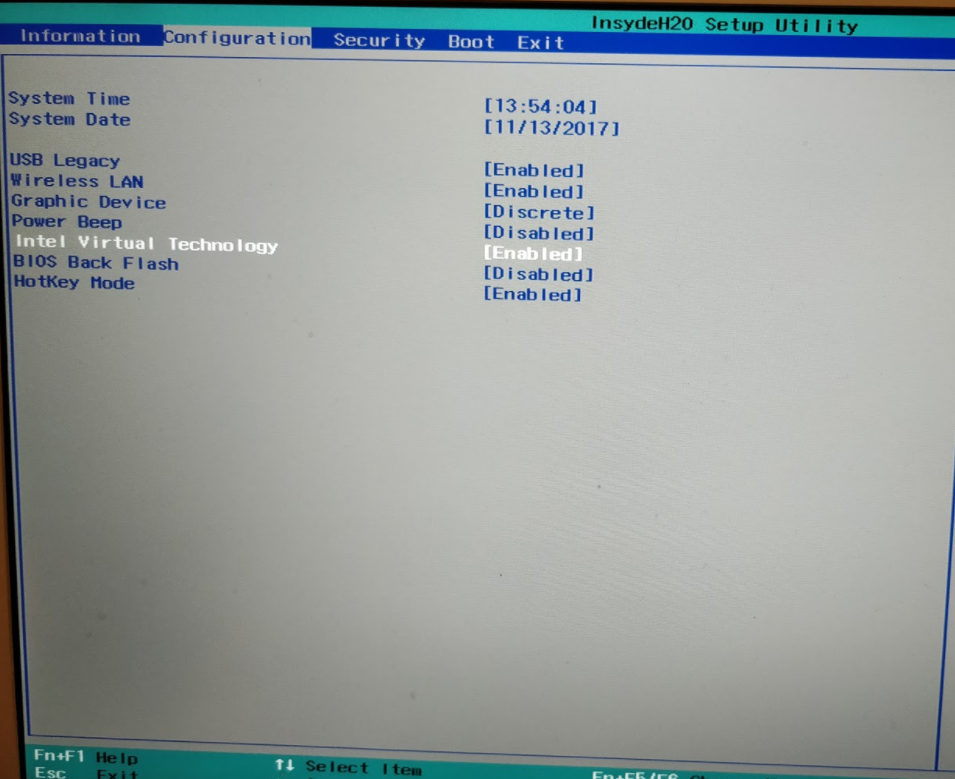 InsydeH20 Setup Utility
Information Configuration Security Boot Exit
System Time [13:54:04]
System Date [11/13/2017]
USB Legacy [Enabled]
Wireless LAN [Enabled]
Graphic Device [Discrete]
Power Beep [Disabled]
Intel Virtual Technology [Enabled]
BIOS Back Flash [Disabled]
HotKey Mode [Enabled]
Fn+F1 Help ↑↓ Select Item Fn+F5/F6
Esc Exit